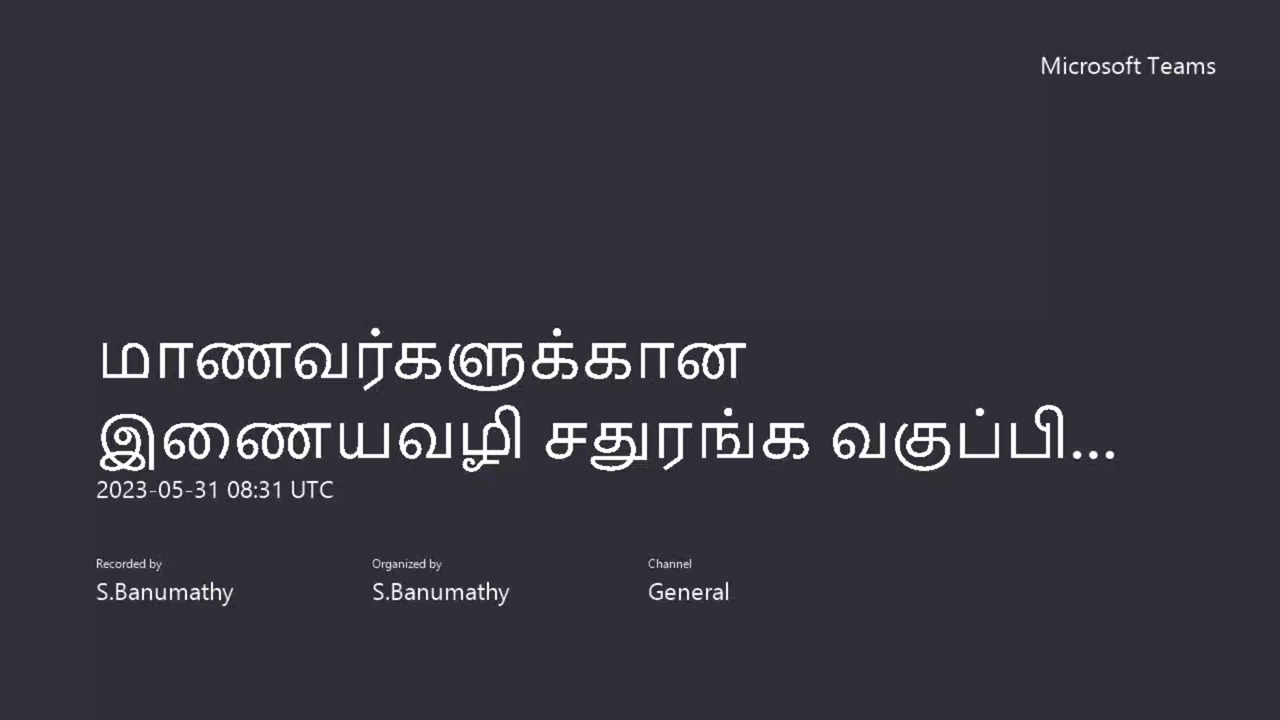 Microsoft Teams
மாணவர்களுக்கான
இணையவழி சதுரங்க வகுப்பி...
2023-05-31 08:31 UTC
Recorded by
S.Banumathy
Organized by
S.Banumathy
Channel
General